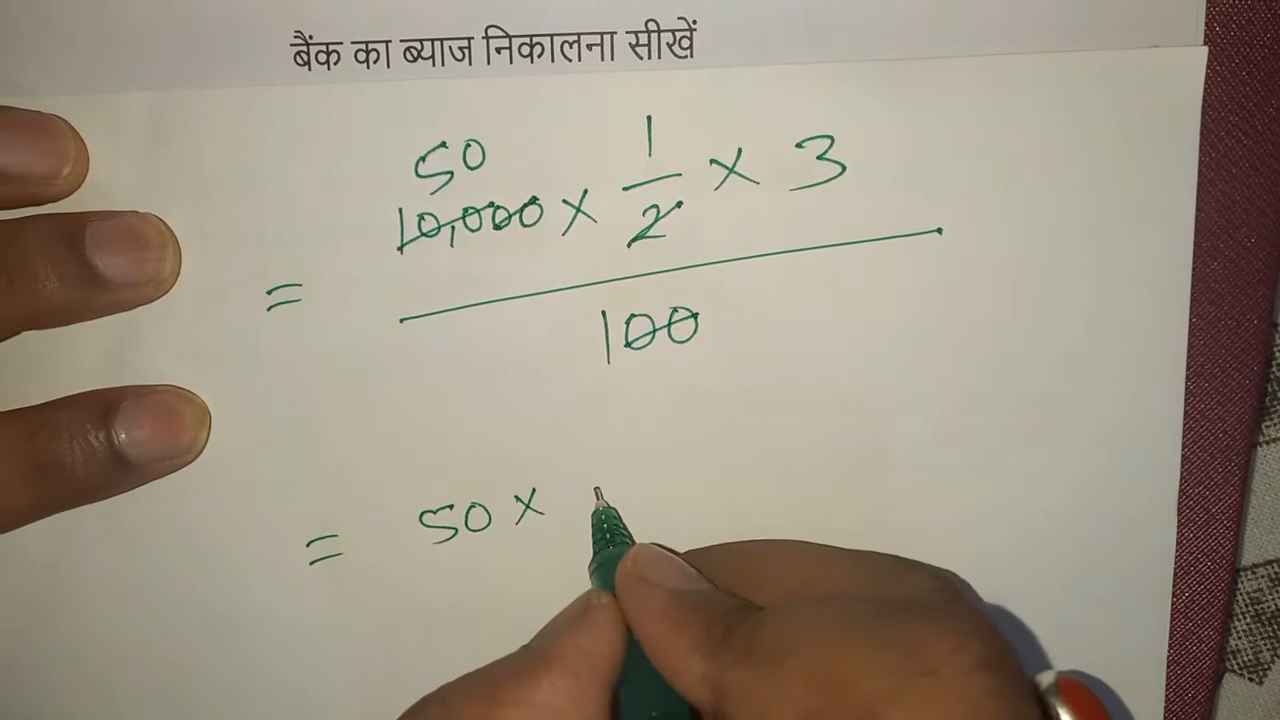 बैंक का ब्याज निकालना सीखें
50
10,000 × 1/2 × 3
= 
100
= 50 ×